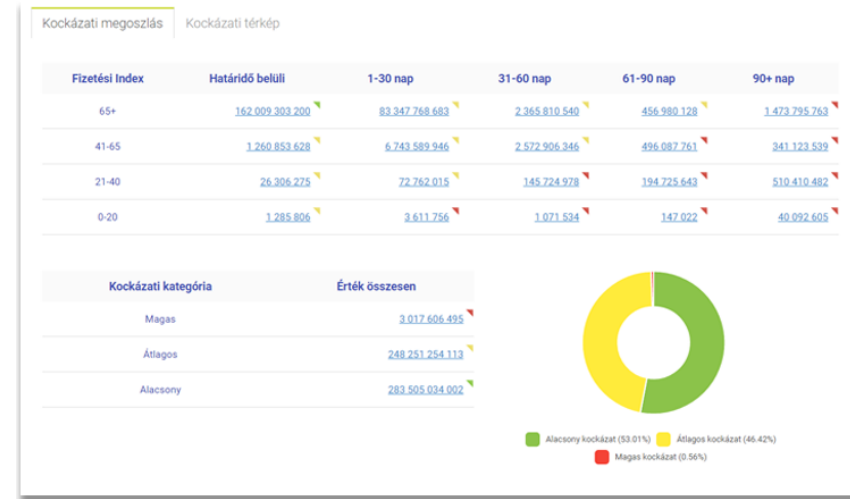 Kockázati megoszlás Kockázati térkép
Fizetési Index Határidő belüli 1-30 nap 31-60 nap 61-90 nap 90+ nap
65+ 162 009 303 200 83 347 768 683 2 365 810 540 456 980 128 1 473 795 763
41-65 1 260 853 628 6 743 589 946 2 572 906 346 496 087 761 341 123 539
21-40 26 306 275 72 762 015 145 724 978 194 725 643 510 410 482
0-20 1 285 806 3 611 756 1 071 534 147 022 40 092 605
Kockázati kategória Érték összesen
Magas 3 017 606 495
Átlagos 248 251 254 113
Alacsony 283 505 034 002
Alacsony kockázat (53.01%) Átlagos kockázat (46.42%)
Magas kockázat (0.56%)